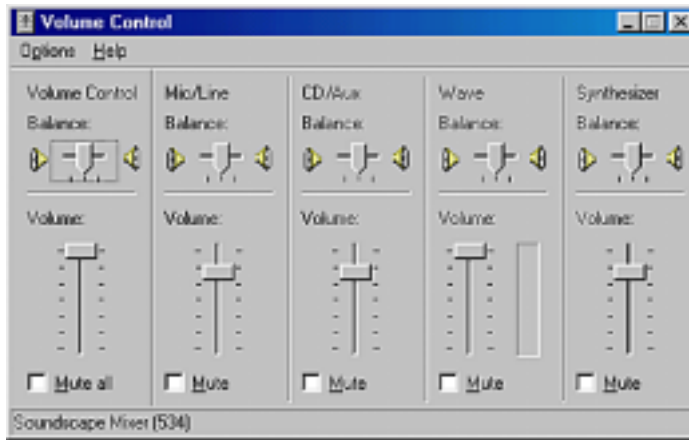 Volume Control
Options Help
Volume Control Mic/Line CD/Aux Wave Synthesizer
Balance: Balance: Balance: Balance: Balance:
Volume: Volume: Volume: Volume: Volume:
Mute all Mute Mute Mute Mute
Soundscape Mixer (534)